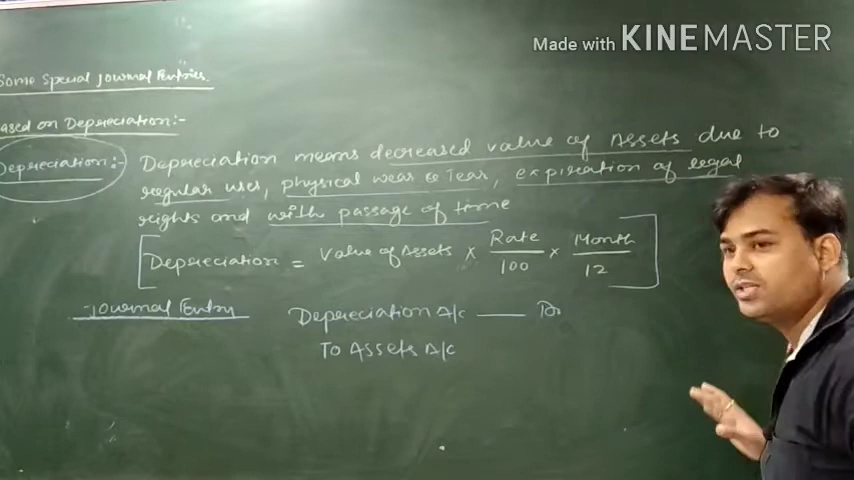 Made with KINEMASTER
Some Special Journal Entries.
Based on Depreciation:-
Depreciation:- Depreciation means decreased value of Assets due to
regular uses, physical wear & Tear, expiration of legal
rights and with passage of time
Depreciation = Value of Assets × Rate/100 × Month/12
Journal Entry Depreciation A/c —— Dr
To Assets A/c